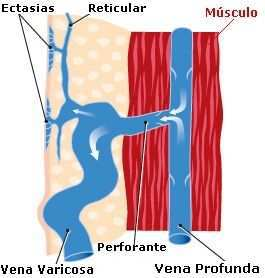 Ectasias
Reticular
Músculo
Perforante
Vena Varicosa
Vena Profunda